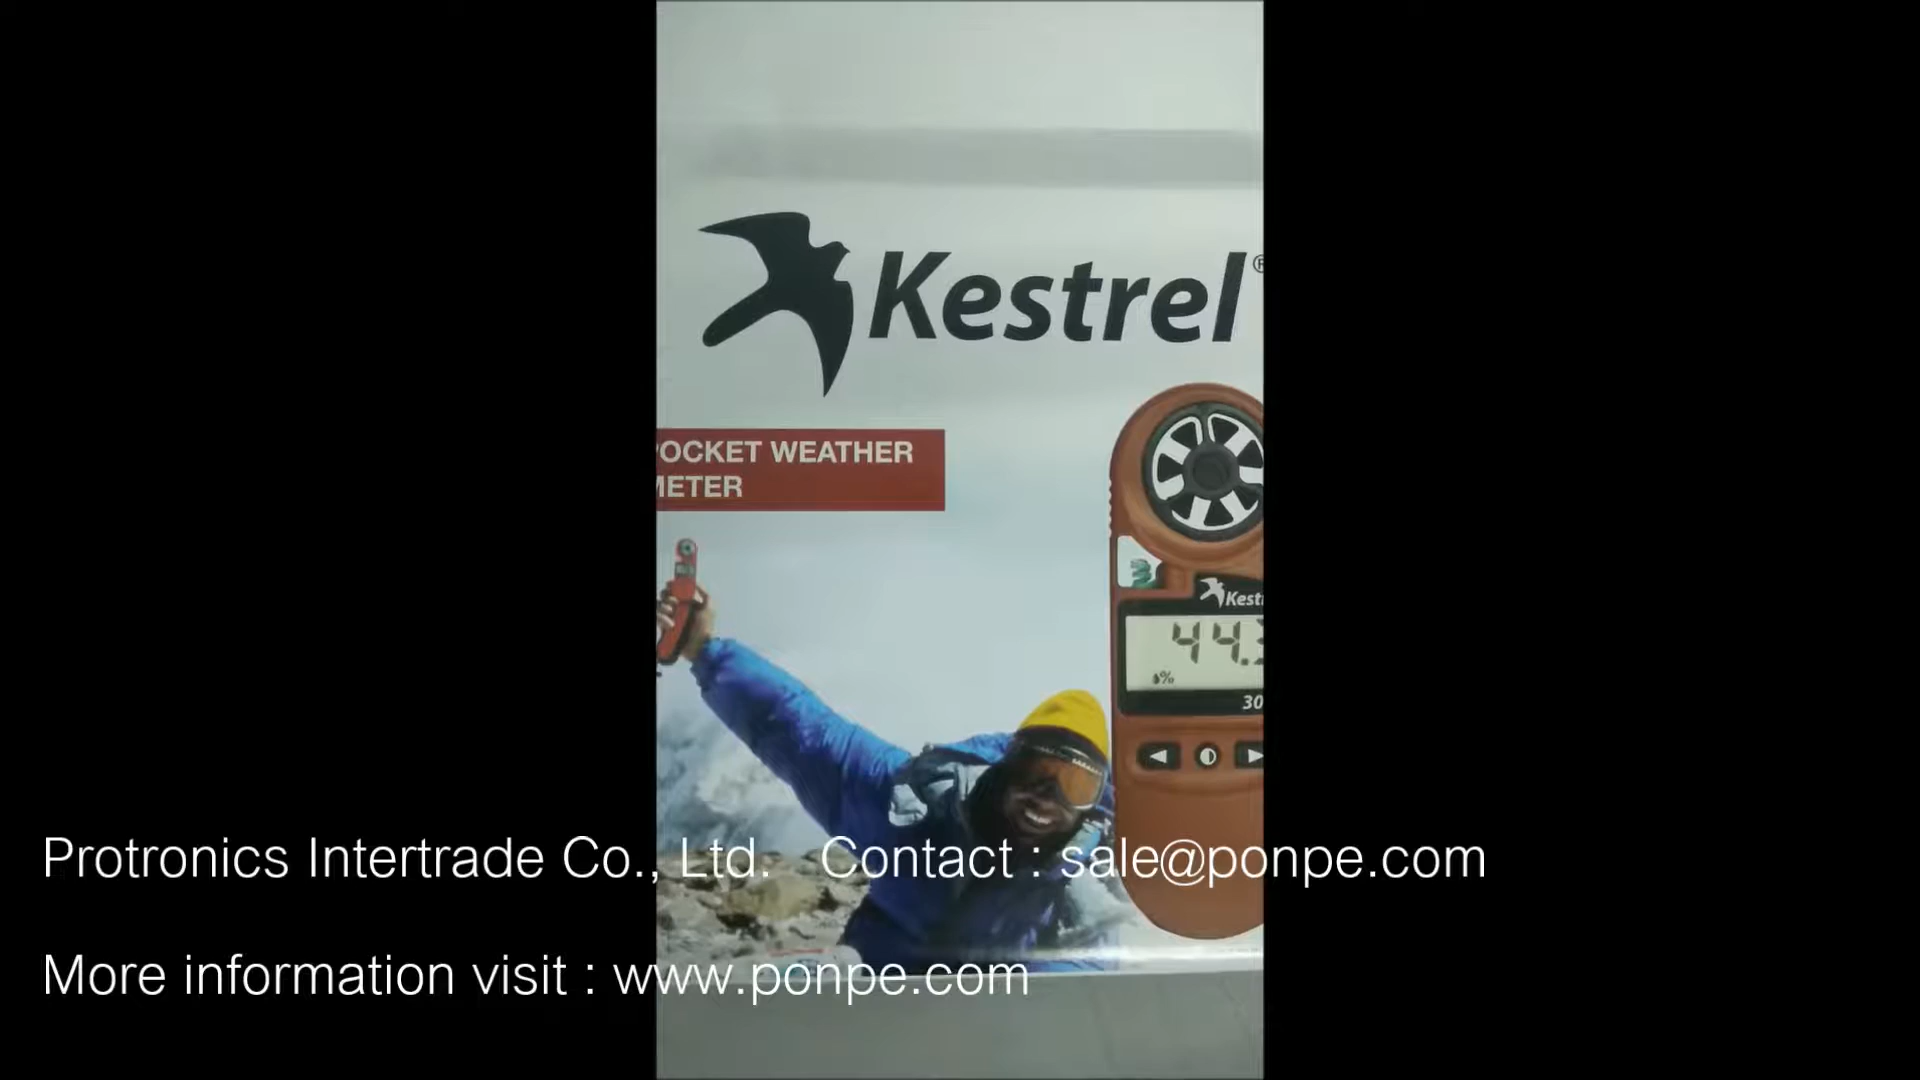 Kestrel®
POCKET WEATHER
METER
Kest
44.
%
30
Protronics Intertrade Co., Ltd. Contact : sale@ponpe.com
More information visit : www.ponpe.com